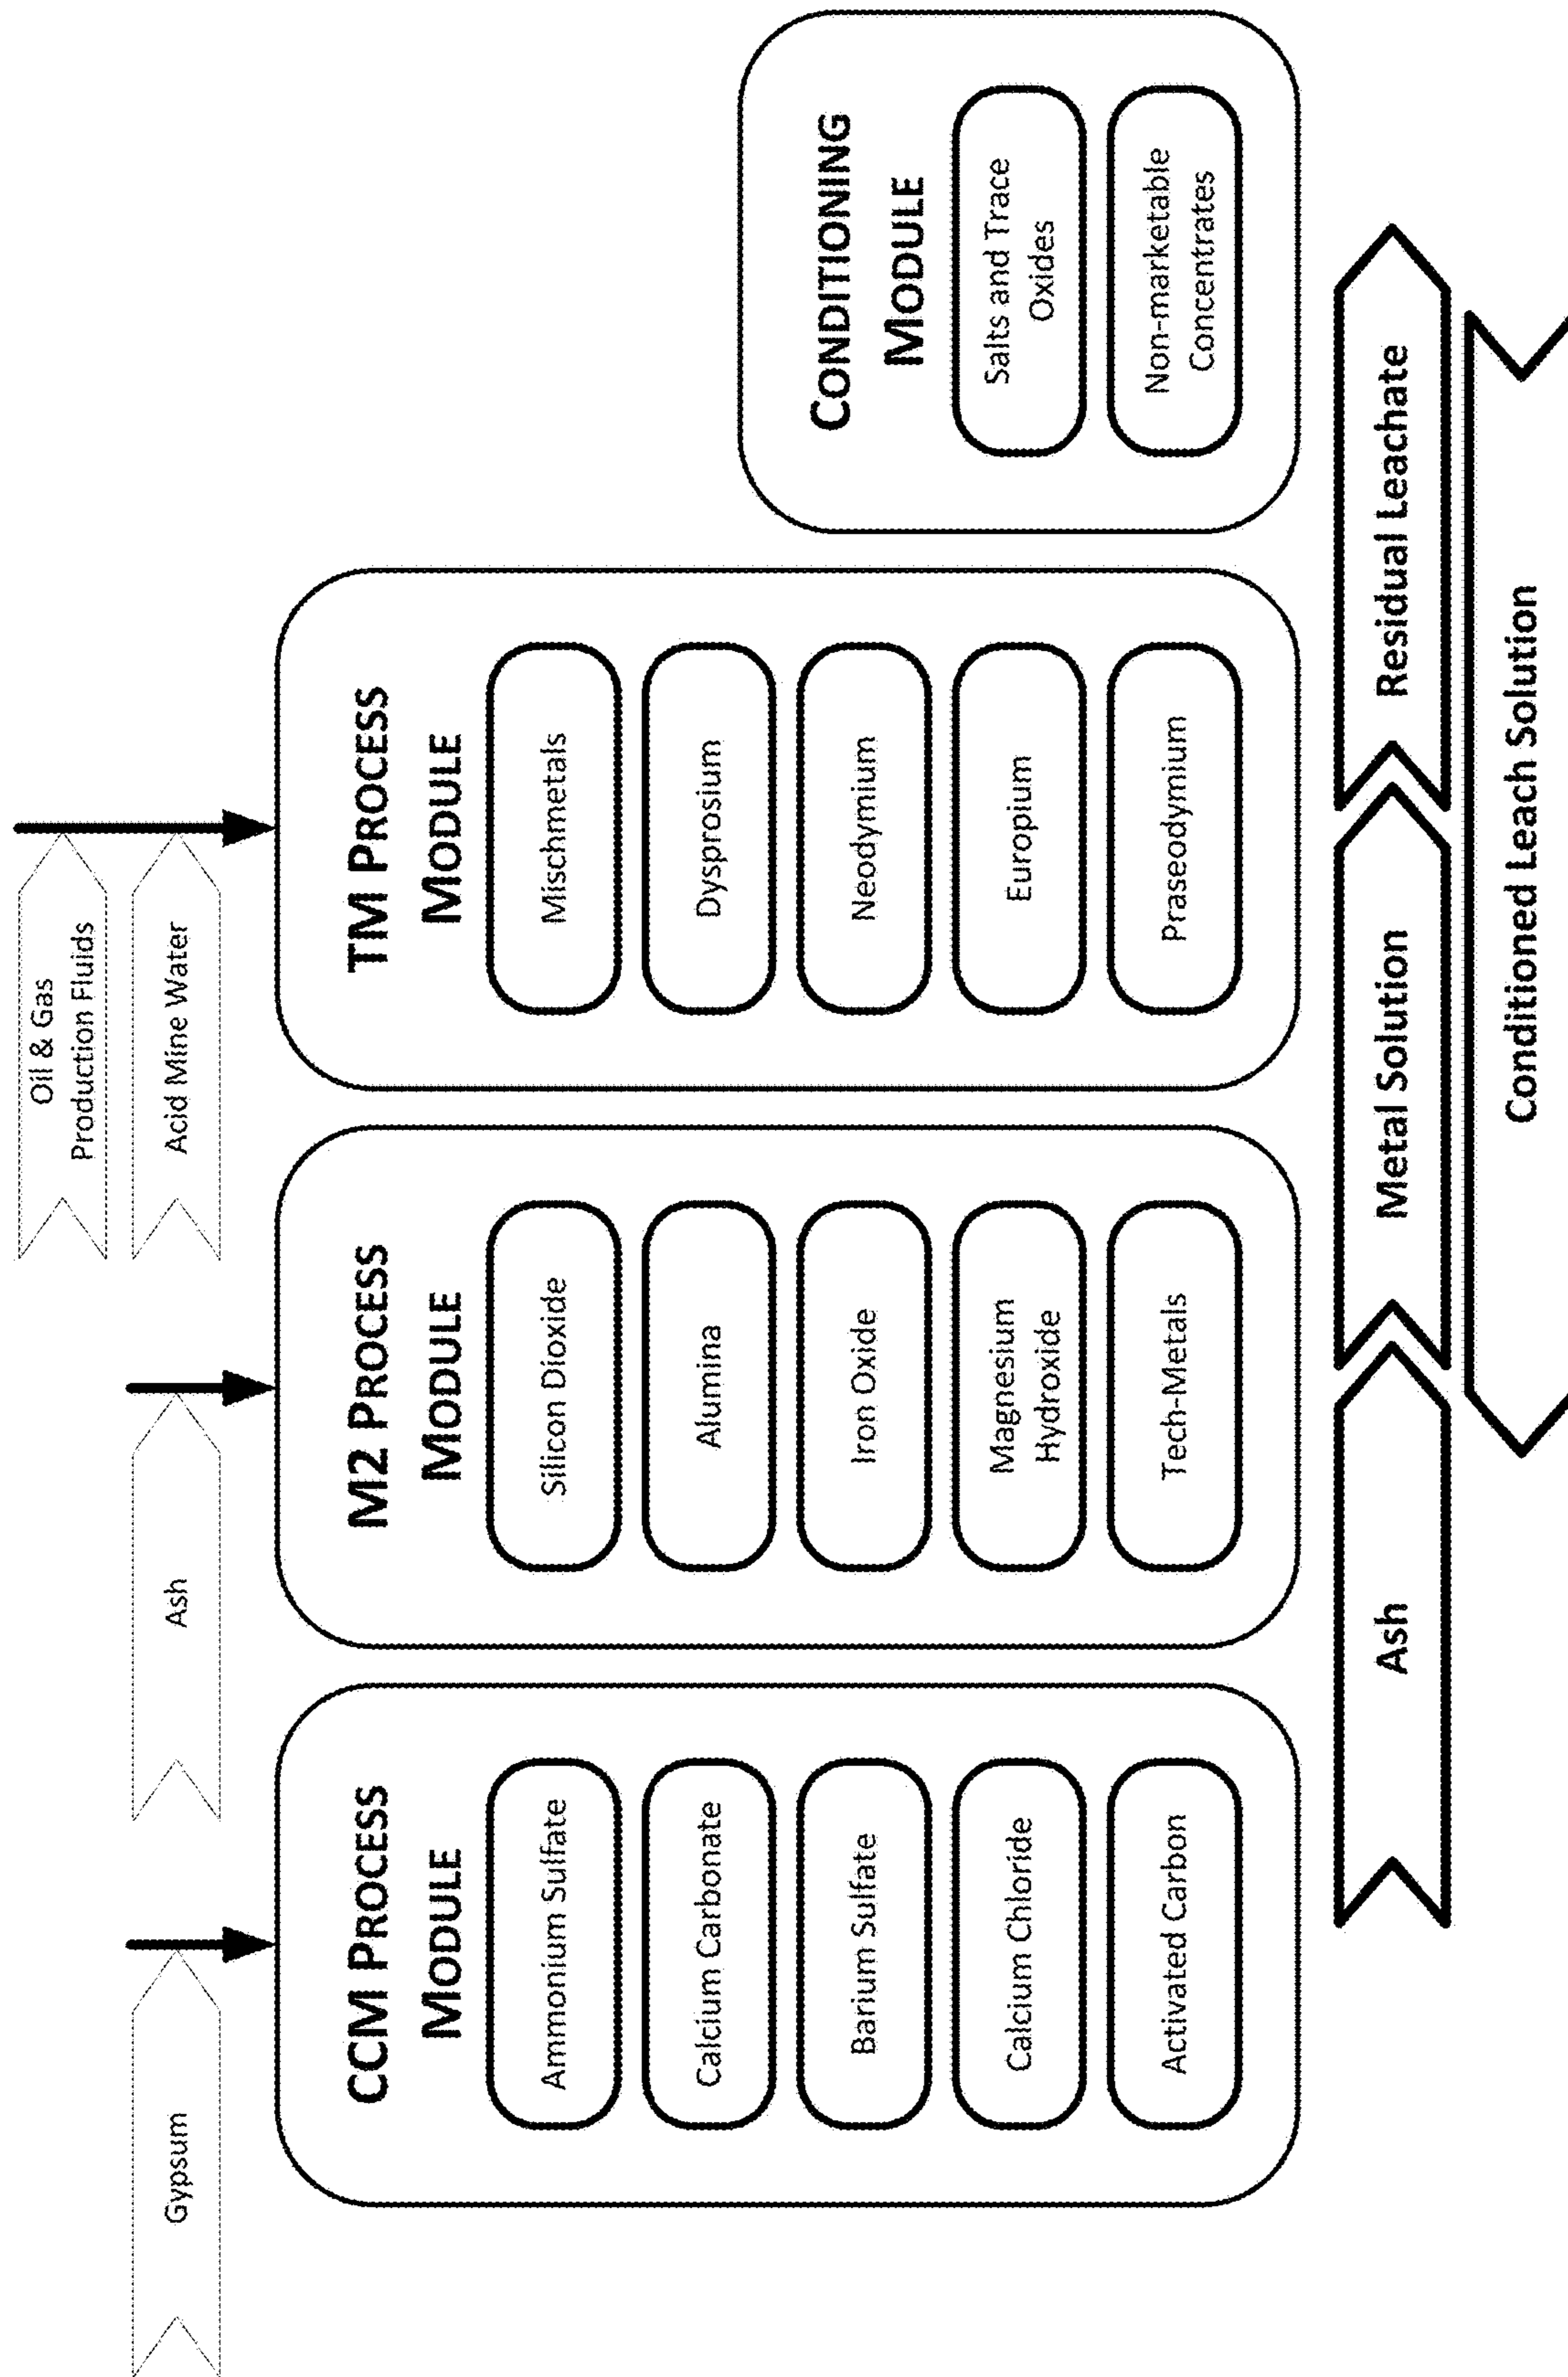 Gypsum
Ash
Oil & Gas
Production Fluids
Acid Mine Water
CCM PROCESS
MODULE
Ammonium Sulfate
Calcium Carbonate
Barium Sulfate
Calcium Chloride
Activated Carbon
M2 PROCESS
MODULE
Silicon Dioxide
Alumina
Iron Oxide
Magnesium
Hydroxide
Tech-Metals
TM PROCESS
MODULE
Mischmetals
Dysprosium
Neodymium
Europium
Praseodymium
CONDITIONING
MODULE
Salts and Trace
Oxides
Non-marketable
Concentrates
Ash
Metal Solution
Residual Leachate
Conditioned Leach Solution